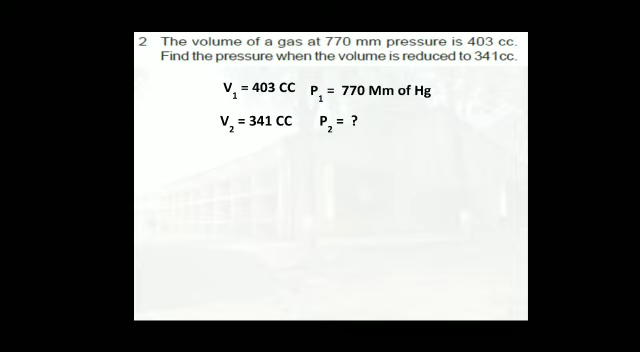 2 The volume of a gas at 770 mm pressure is 403 cc.
Find the pressure when the volume is reduced to 341cc.
V1 = 403 CC P1 = 770 Mm of Hg
V2 = 341 CC P2 = ?